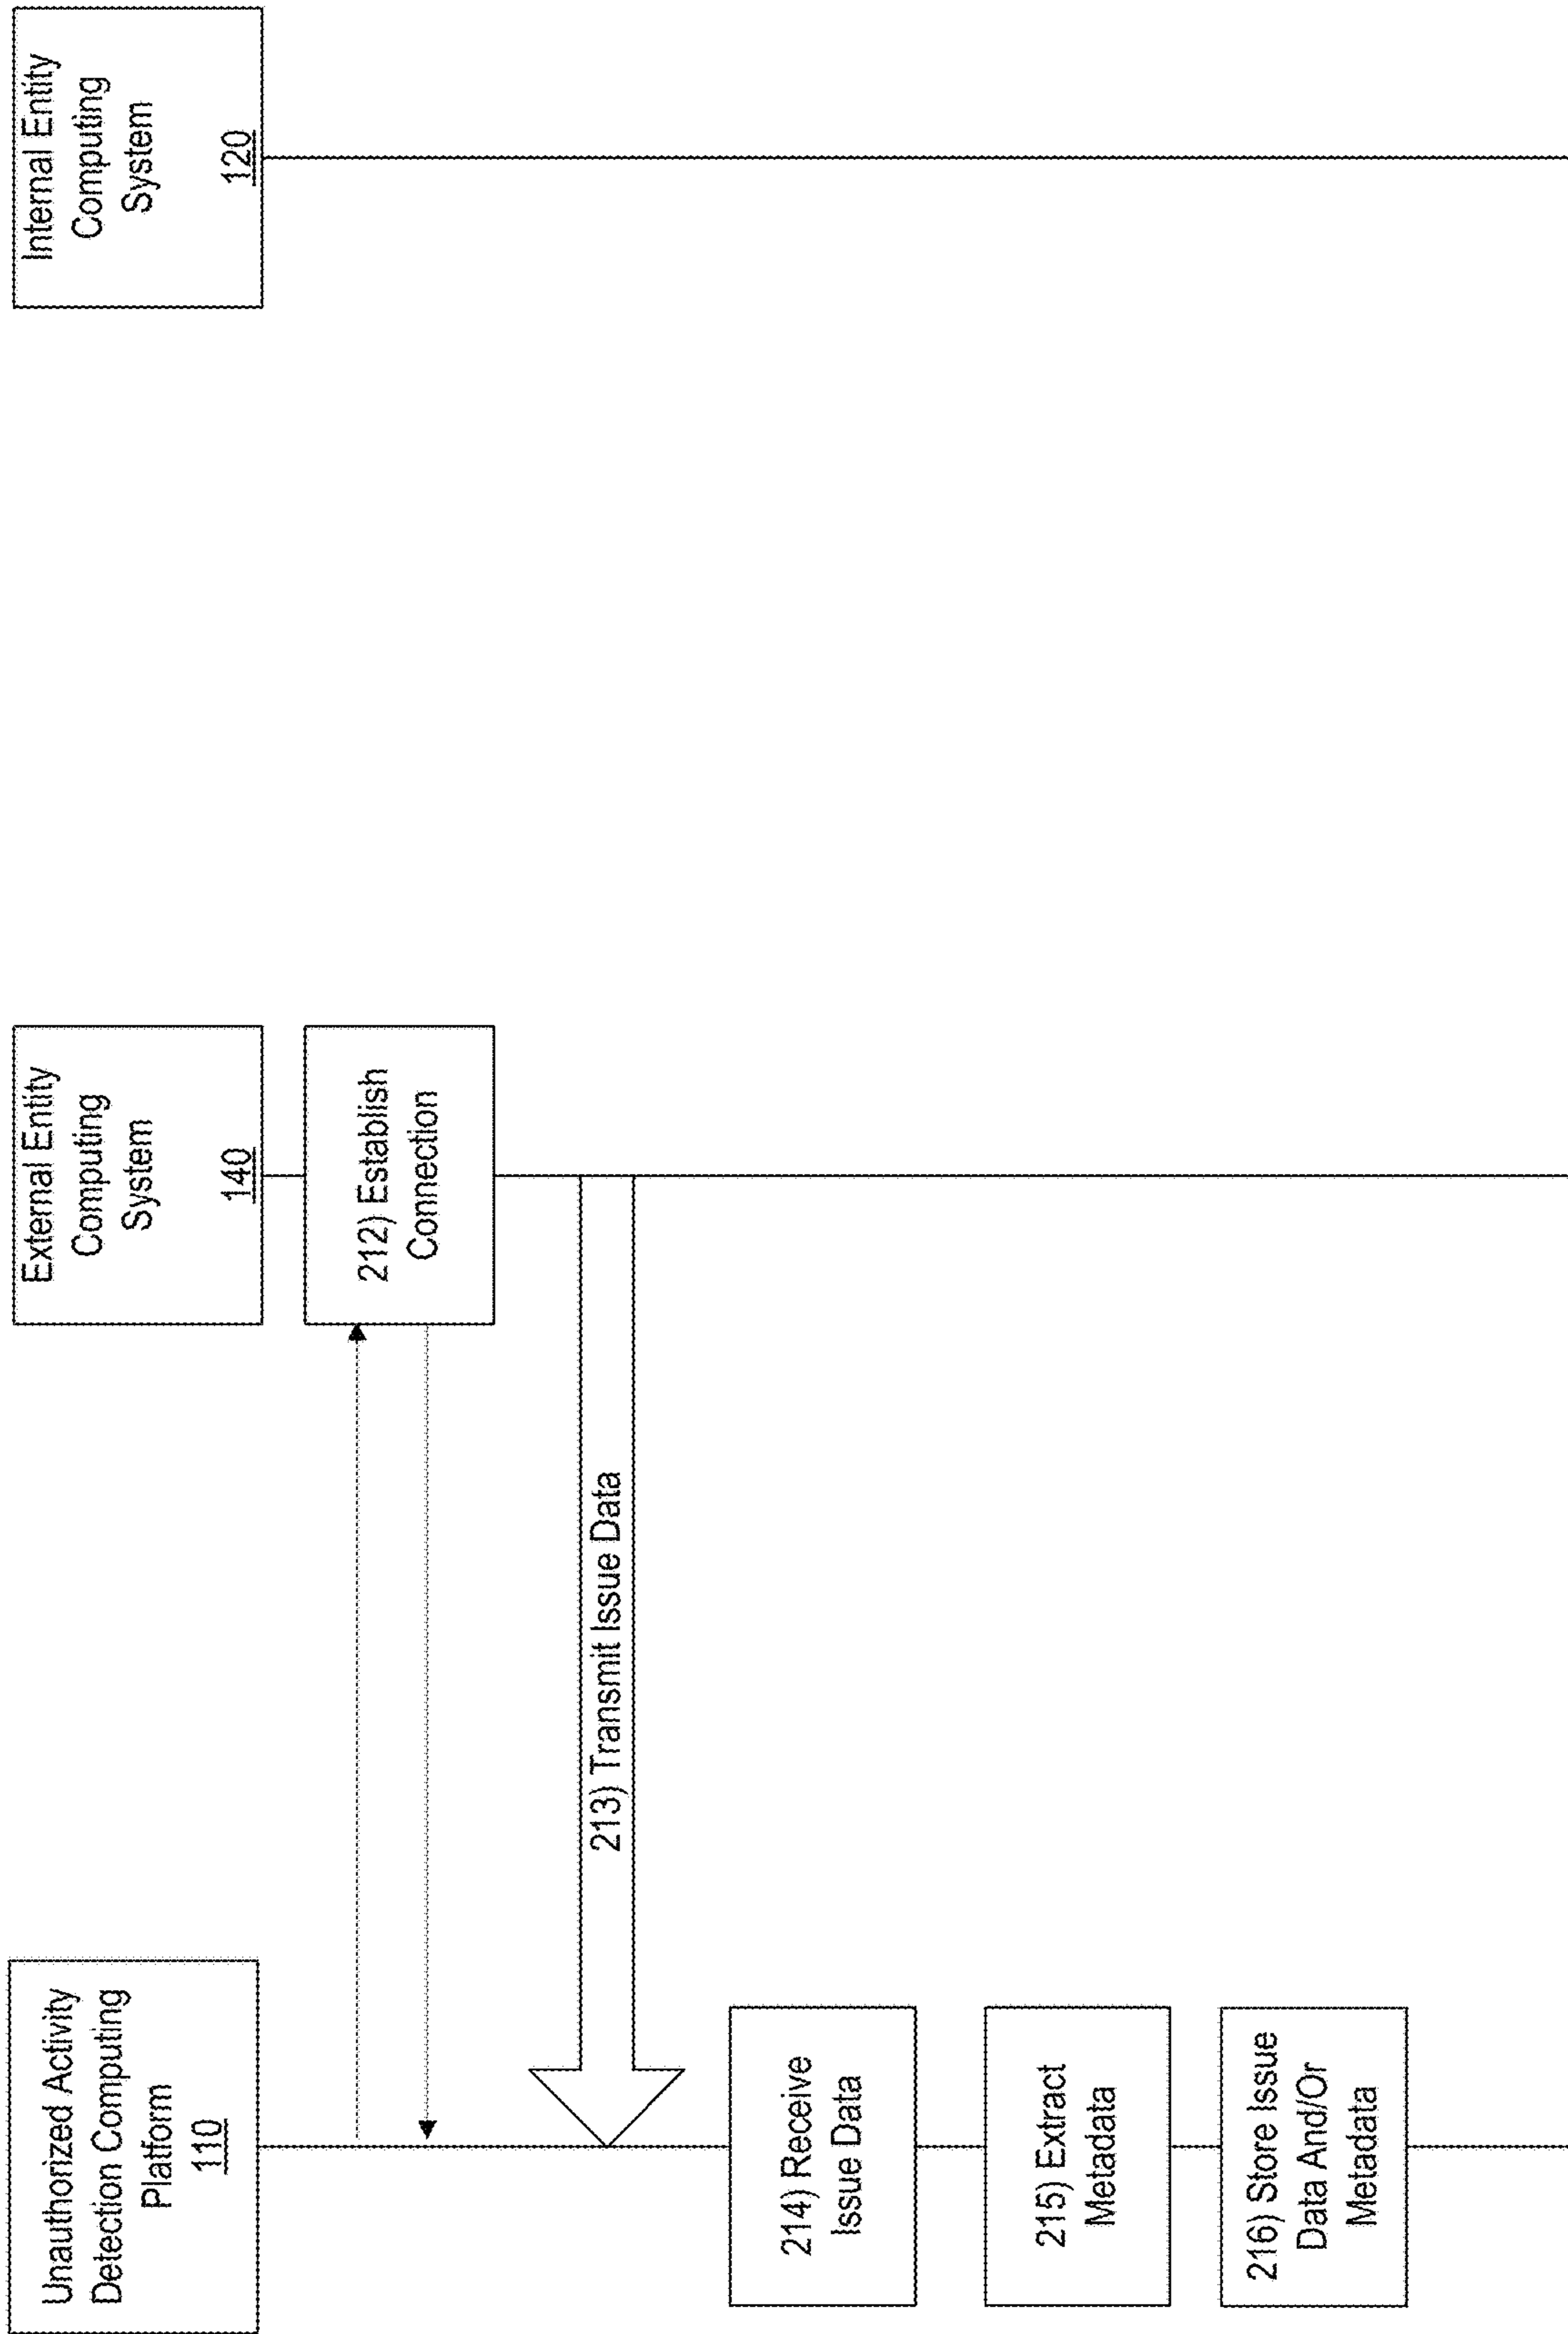 Unauthorized Activity
Detection Computing
Platform
110
External Entity
Computing
System
140
Internal Entity
Computing
System
120
212) Establish
Connection
213) Transmit Issue Data
214) Receive
Issue Data
215) Extract
Metadata
216) Store Issue
Data And/Or
Metadata